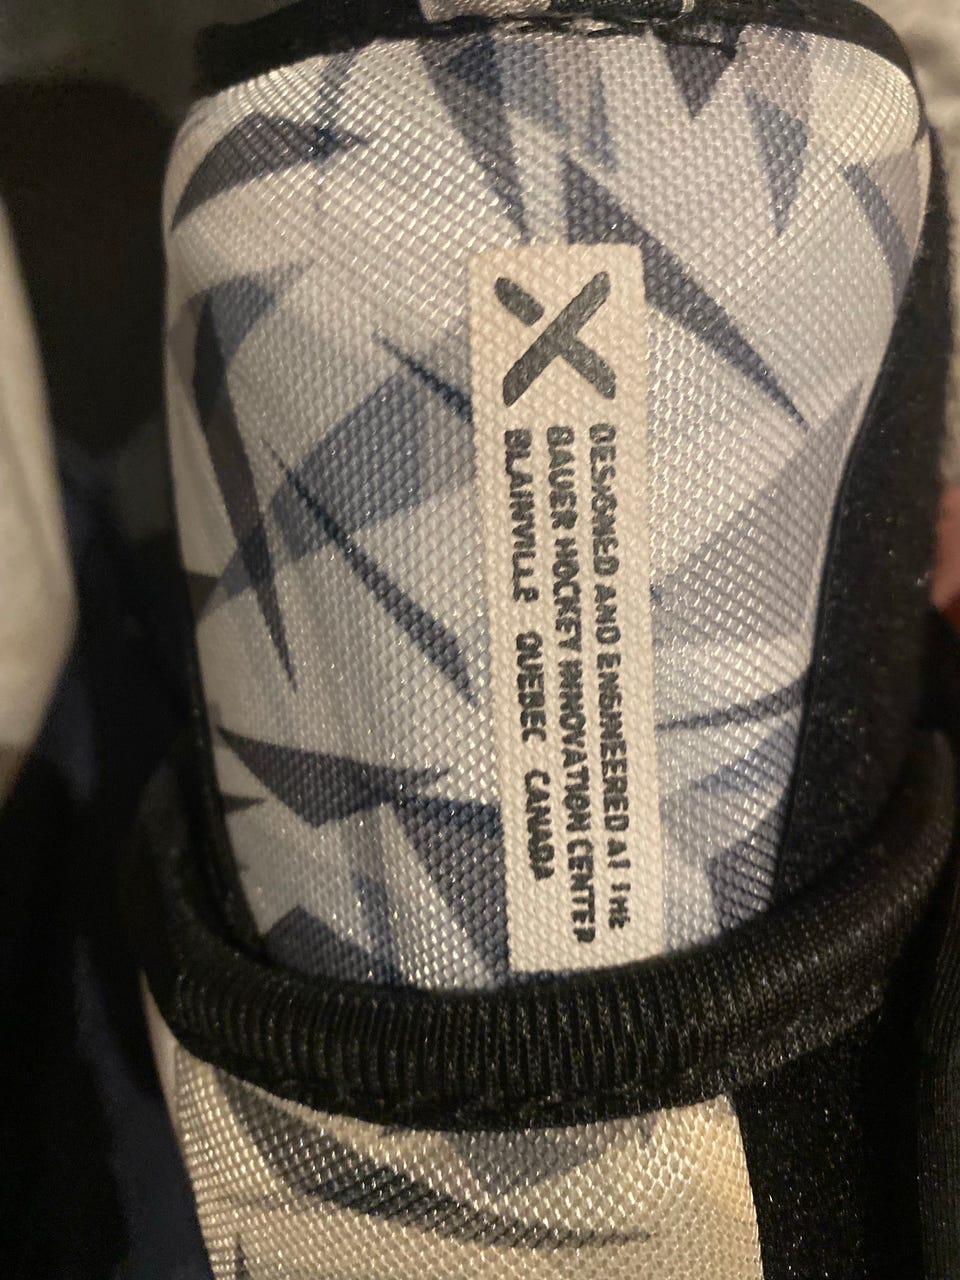 DESIGNED AND ENGINEERED AT THE
BAUER HOCKEY INNOVATION CENTER
BLAINVILLE QUEBEC CANADA